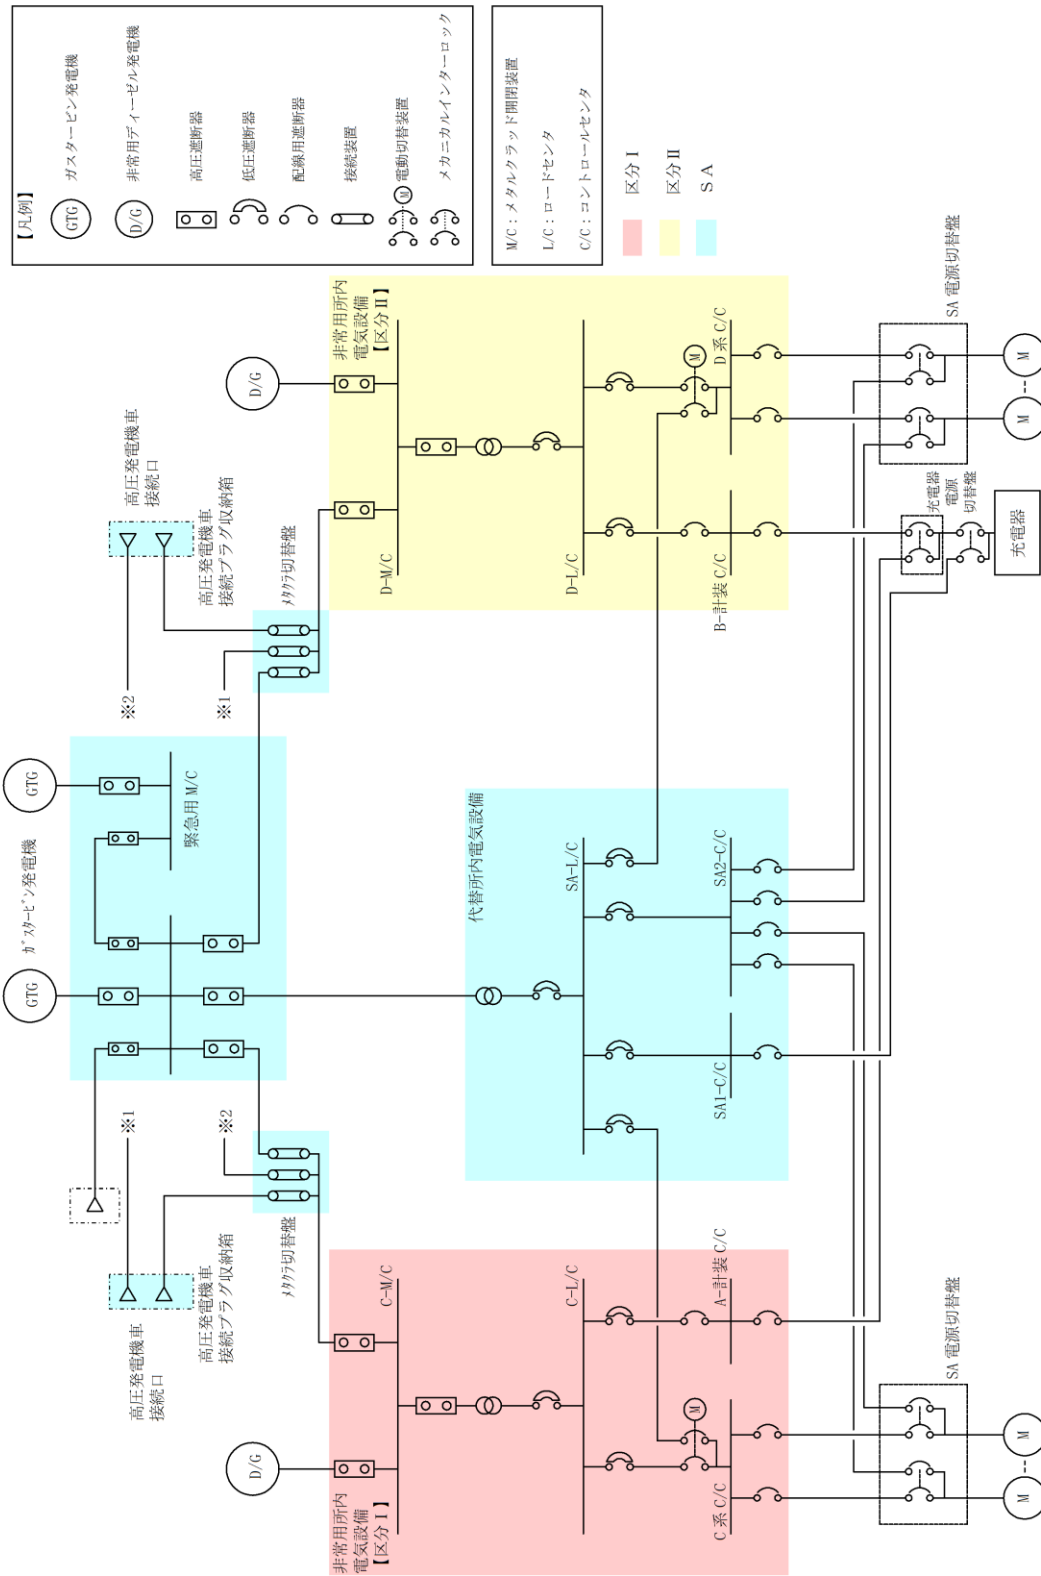 【凡例】
GTG ガスタービン発電機
D/G 非常用ディーゼル発電機
高圧遮断器
低圧遮断器
配線用遮断器
接続装置
M 電動切替装置
メカニカルインターロック
M/C：メタルクラッド開閉装置
L/C：ロードセンタ
C/C：コントロールセンタ
区分Ⅰ
区分Ⅱ
ＳＡ
ｶﾞｽﾀｰﾋﾞﾝ発電機
GTG
GTG
緊急用 M/C
※1
※2
高圧発電機車
接続口
高圧発電機車
接続プラグ収納箱
ﾒﾀｸﾗ切替盤
※2
※1
高圧発電機車
接続口
高圧発電機車
接続プラグ収納箱
ﾒﾀｸﾗ切替盤
D/G
非常用所内
電気設備
【区分Ⅰ】
C-M/C
C-L/C
M
C 系 C/C
A-計装 C/C
代替所内電気設備
SA-L/C
SA1-C/C
SA2-C/C
D/G
非常用所内
電気設備
【区分Ⅱ】
D-M/C
D-L/C
M
B-計装 C/C
D 系 C/C
SA 電源切替盤
M
M
充電器
電源
切替盤
充電器
SA 電源切替盤
M
M